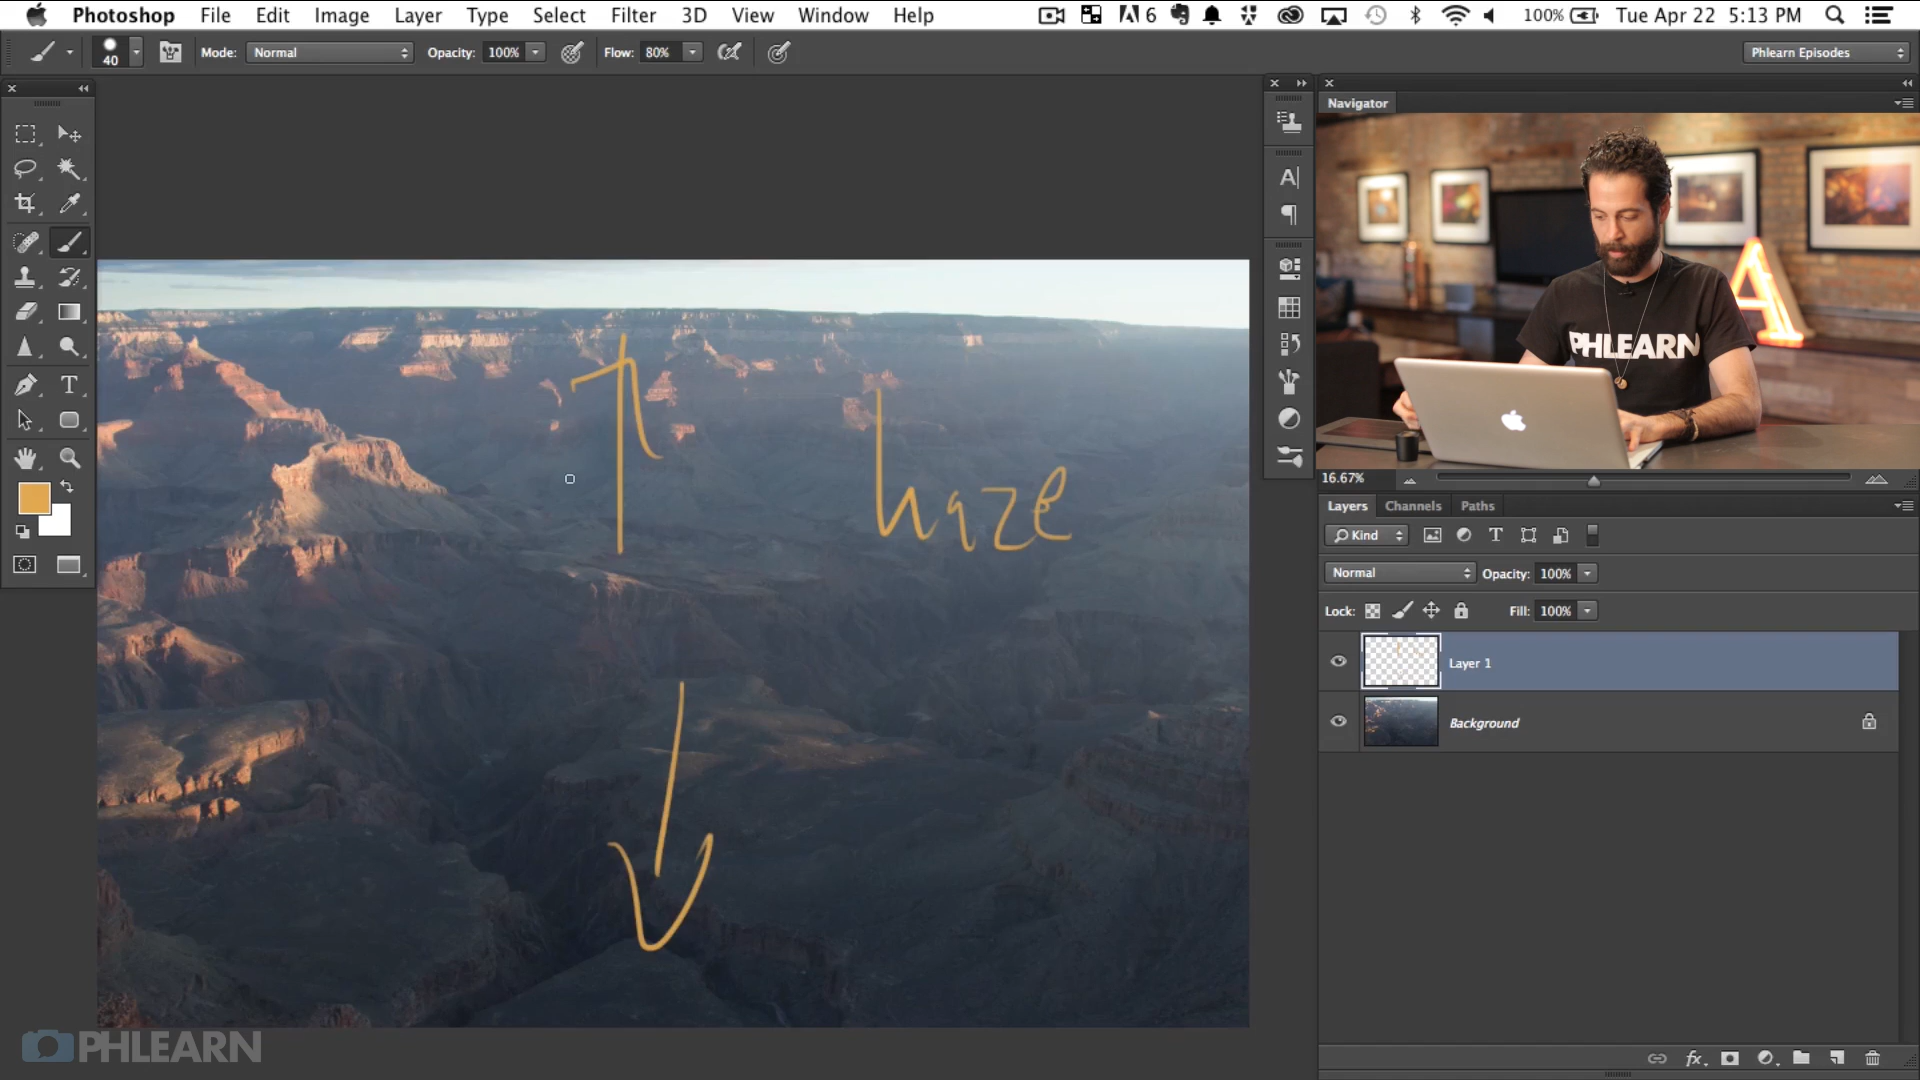 Photoshop File Edit Image Layer Type Select Filter 3D View Window Help 6 100% Tue Apr 22 5:13 PM
40 Mode: Normal Opacity: 100% Flow: 80% Phlearn Episodes
Navigator
PHLEARN
haze
16.67%
Layers Channels Paths
Kind
Normal Opacity: 100%
Lock: Fill: 100%
Layer 1
Background
PHLEARN